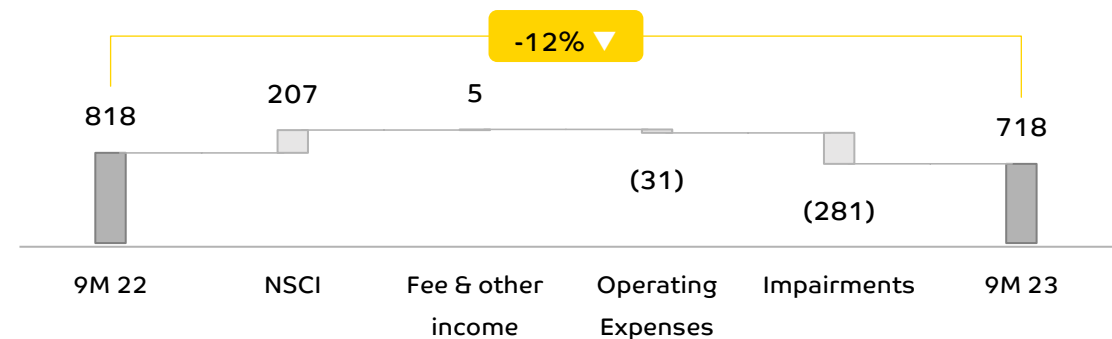 -12% ▼
818
207
5
(31)
(281)
718
9M 22
NSCI
Fee & other
income
Operating
Expenses
Impairments
9M 23